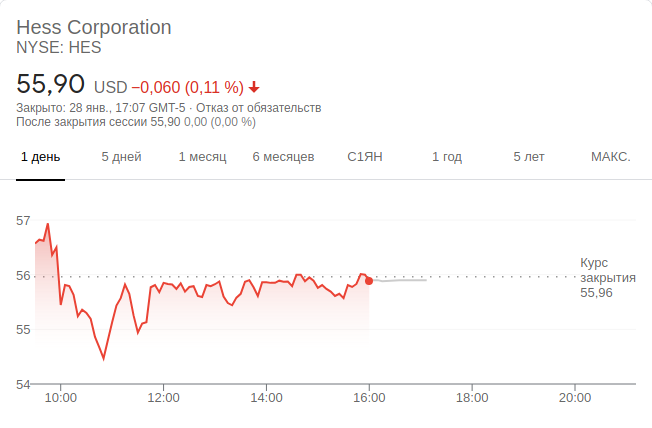 Hess Corporation
NYSE: HES
55,90 USD −0,060 (0,11 %)
Закрыто: 28 янв., 17:07 GMT-5 · Отказ от обязательств
После закрытия сессии 55,90 0,00 (0,00 %)
1 день 5 дней 1 месяц 6 месяцев С1ЯН 1 год 5 лет МАКС.
57
56
55
54
Курс
закрытия
55,96
10:00 12:00 14:00 16:00 18:00 20:00